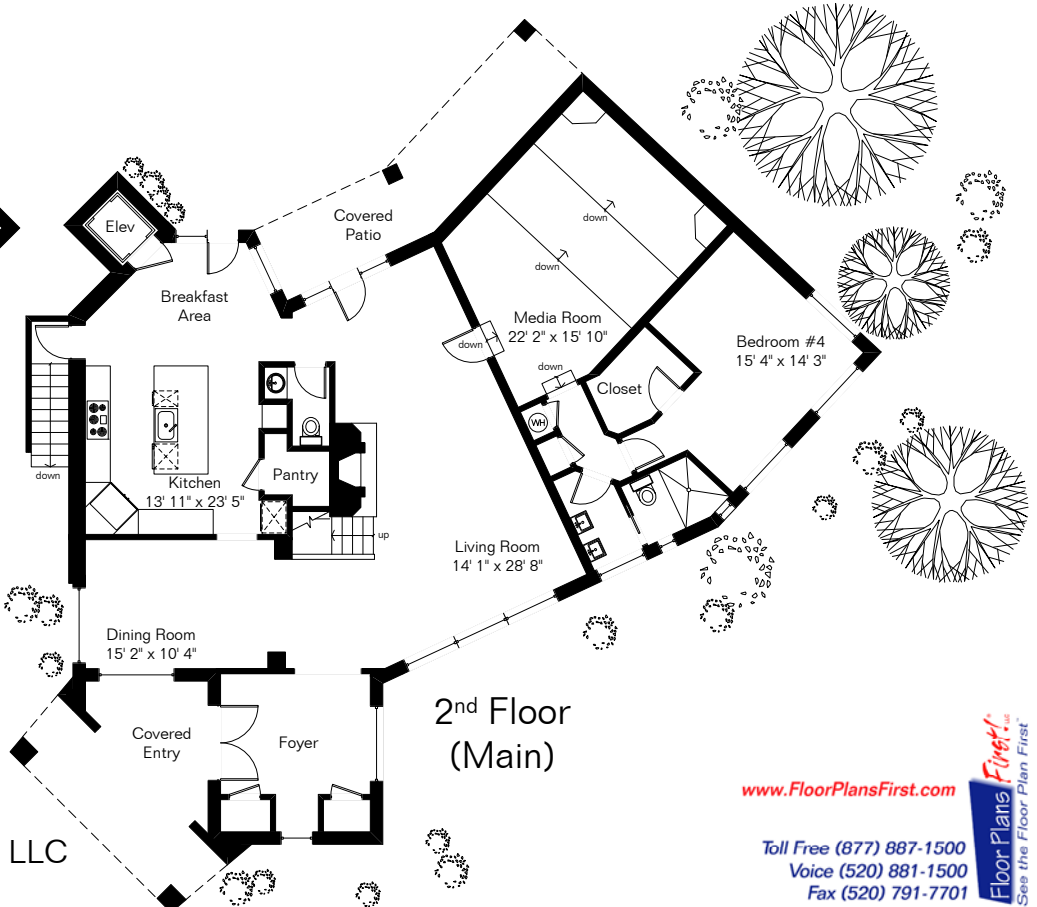 Elev
Covered
Patio
down
down
Breakfast
Area
Media Room
22' 2" x 15' 10"
down
down
Bedroom #4
15' 4" x 14' 3"
Closet
WH
down
Kitchen
13' 11" x 23' 5"
Pantry
up
Living Room
14' 1" x 28' 8"
Dining Room
15' 2" x 10' 4"
Covered
Entry
Foyer
2nd Floor
(Main)
LLC
www.FloorPlansFirst.com
Toll Free (877) 887-1500
Voice (520) 881-1500
Fax (520) 791-7701
Floor Plans First! LLC
See the Floor Plan First